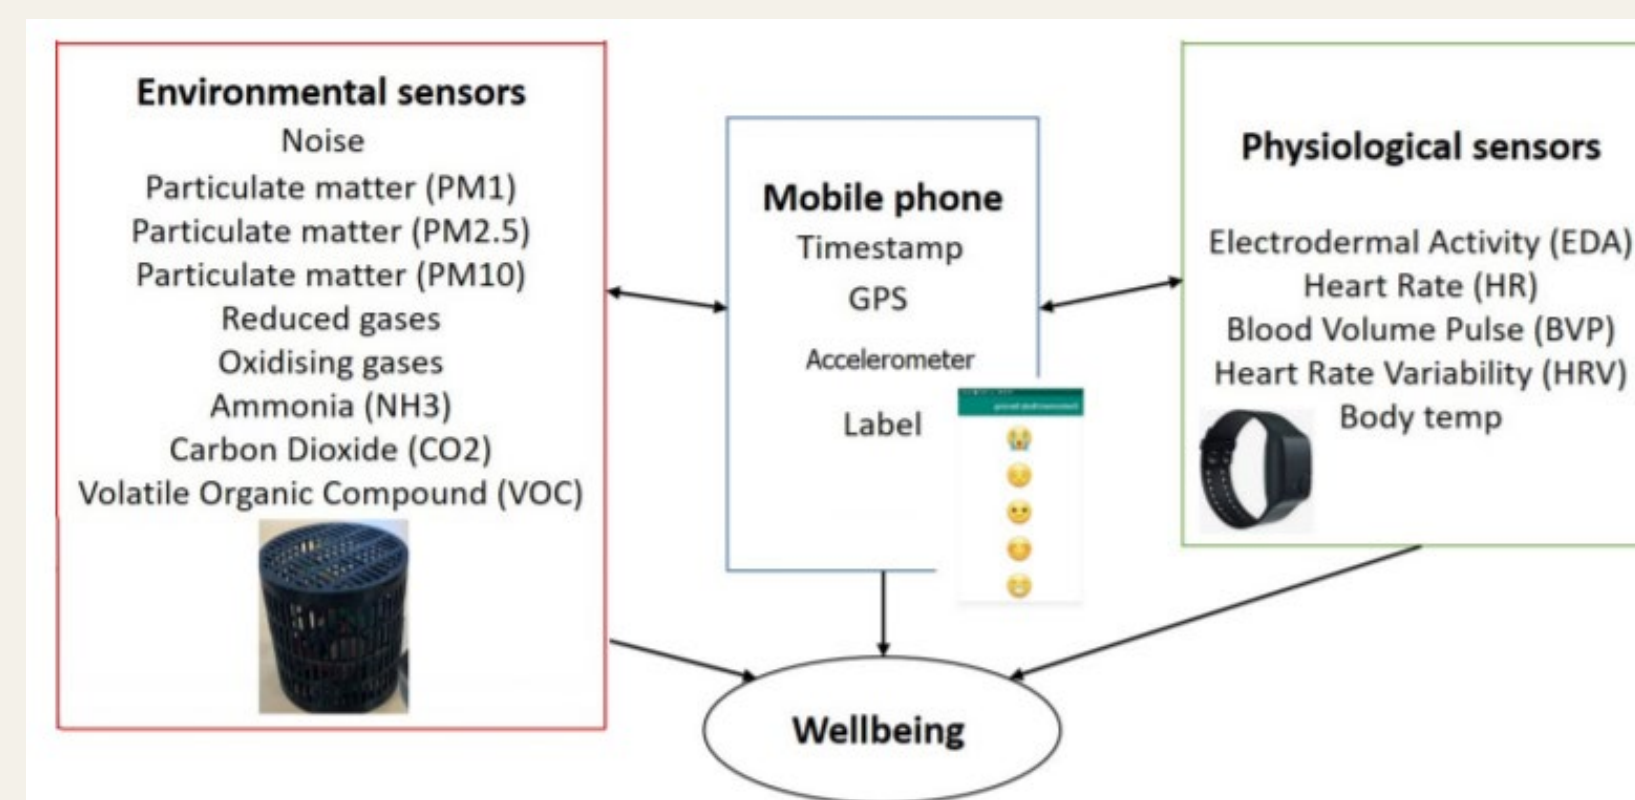 Environmental sensors
Noise
Particulate matter (PM1)
Particulate matter (PM2.5)
Particulate matter (PM10)
Reduced gases
Oxidising gases
Ammonia (NH3)
Carbon Dioxide (CO2)
Volatile Organic Compound (VOC)
Mobile phone
Timestamp
GPS
Accelerometer
Label
Physiological sensors
Electrodermal Activity (EDA)
Heart Rate (HR)
Blood Volume Pulse (BVP)
Heart Rate Variability (HRV)
Body temp
Wellbeing